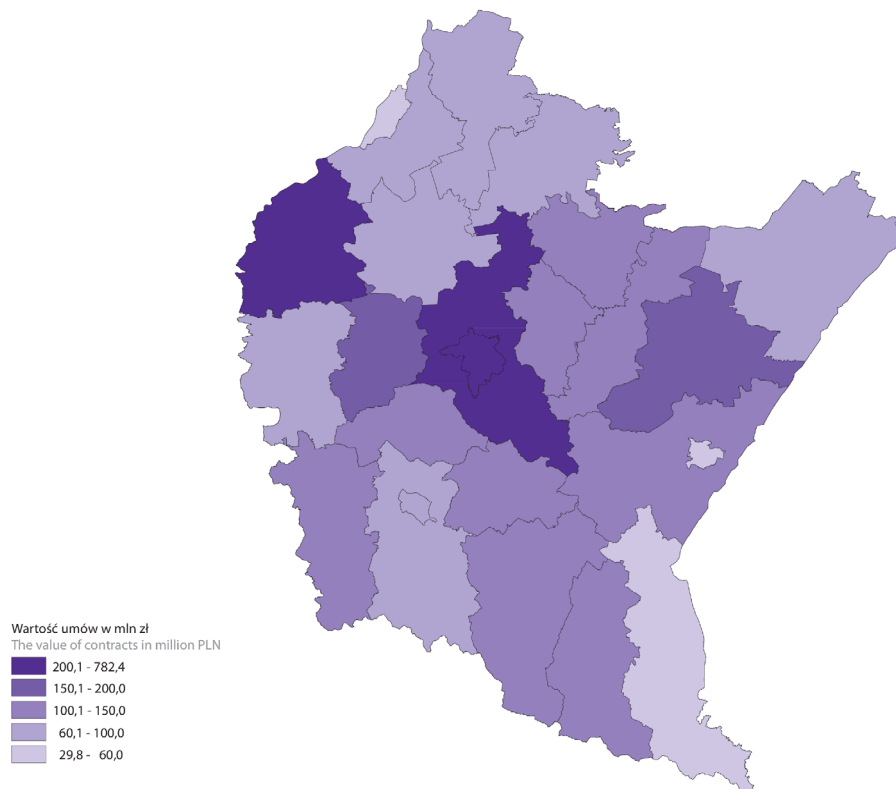 Wartość umów w mln zł
The value of contracts in million PLN
200,1 - 782,4
150,1 - 200,0
100,1 - 150,0
60,1 - 100,0
29,8 - 60,0